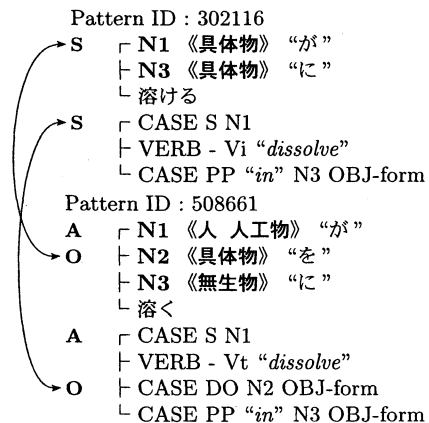 Pattern ID : 302116
S ┌ N1 《具体物》 “が”
├ N3 《具体物》 “に”
└ 溶ける
S ┌ CASE S N1
├ VERB - Vi “dissolve”
└ CASE PP “in” N3 OBJ-form
Pattern ID : 508661
A ┌ N1 《人 人工物》 “が”
O ├ N2 《具体物》 “を”
├ N3 《無生物》 “に”
└ 溶く
A ┌ CASE S N1
├ VERB - Vt “dissolve”
O ├ CASE DO N2 OBJ-form
└ CASE PP “in” N3 OBJ-form